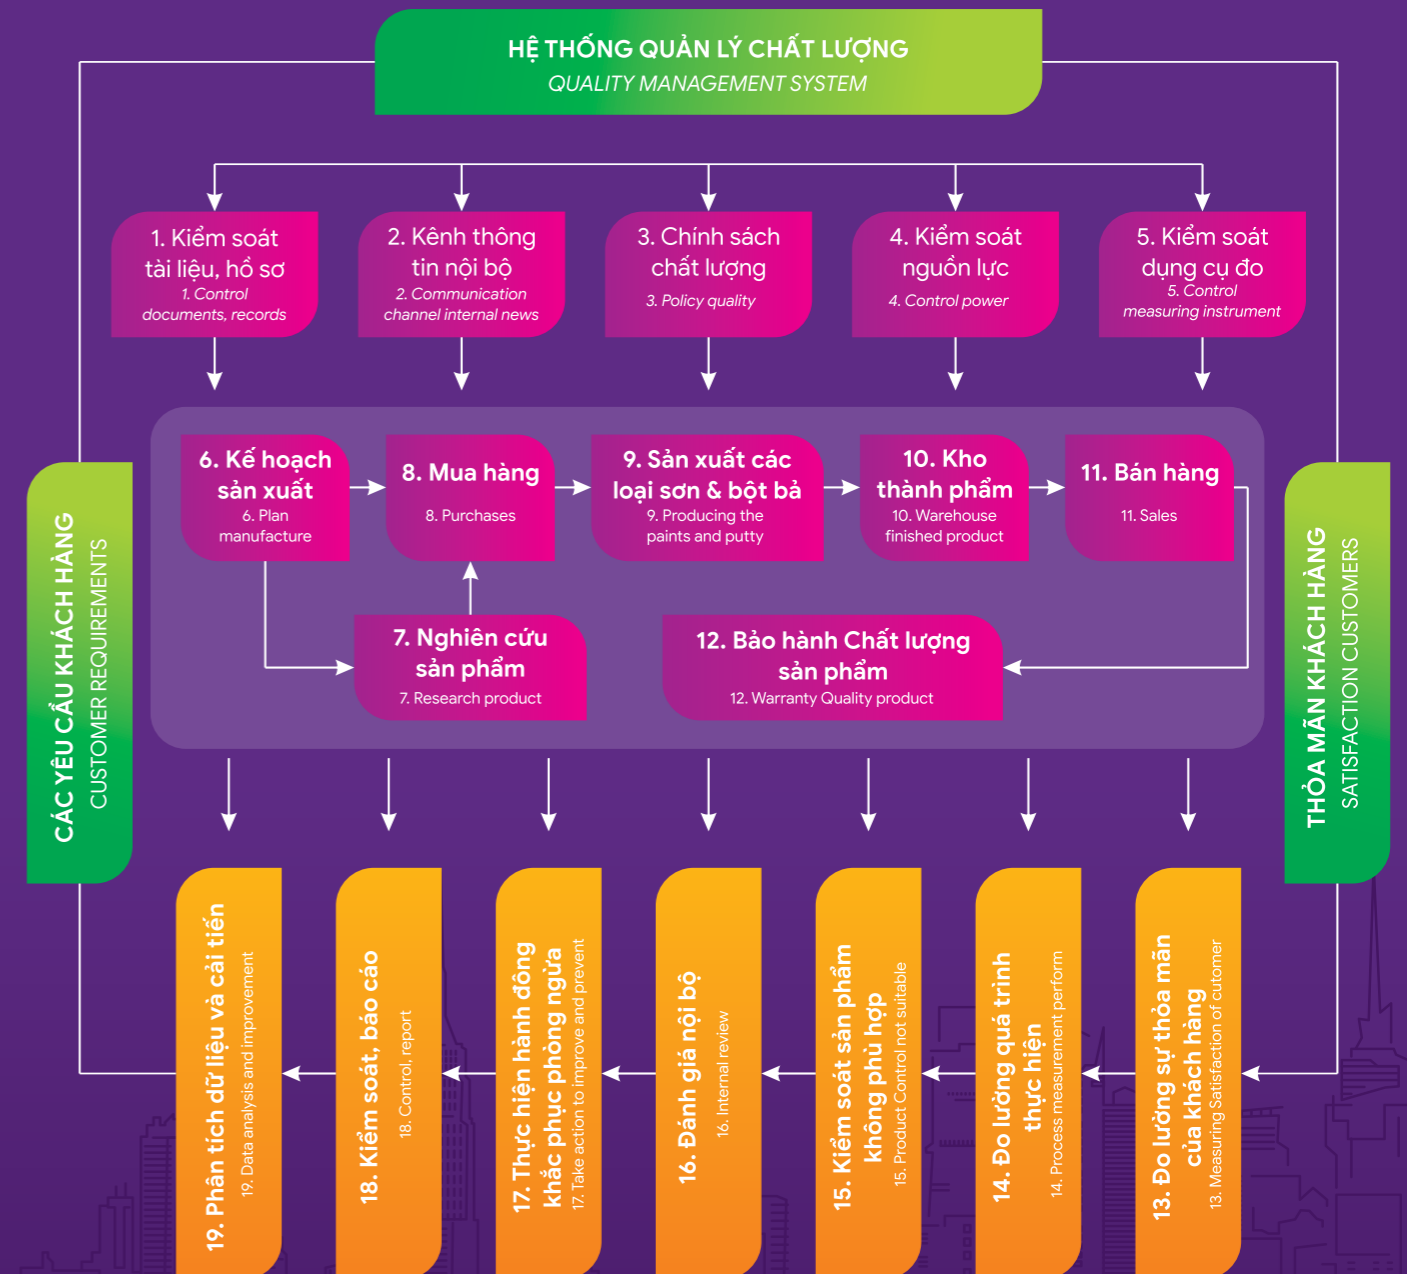 HỆ THỐNG QUẢN LÝ CHẤT LƯỢNG
QUALITY MANAGEMENT SYSTEM
1. Kiểm soát
tài liệu, hồ sơ
1. Control
documents, records
2. Kênh thông
tin nội bộ
2. Communication
channel internal news
3. Chính sách
chất lượng
3. Policy quality
4. Kiểm soát
nguồn lực
4. Control power
5. Kiểm soát
dụng cụ đo
5. Control
measuring instrument
CÁC YÊU CẦU KHÁCH HÀNG
CUSTOMER REQUIREMENTS
6. Kế hoạch
sản xuất
6. Plan
manufacture
8. Mua hàng
8. Purchases
9. Sản xuất các
loại sơn & bột bả
9. Producing the
paints and putty
10. Kho
thành phẩm
10. Warehouse
finished product
11. Bán hàng
11. Sales
7. Nghiên cứu
sản phẩm
7. Research product
12. Bảo hành Chất lượng
sản phẩm
12. Warranty Quality product
THỎA MÃN KHÁCH HÀNG
SATISFACTION CUSTOMERS
19. Phân tích dữ liệu và cải tiến
19. Data analysis and improvement
18. Kiểm soát, báo cáo
18. Control, report
17. Thực hiện hành đông
khắc phục phòng ngừa
17. Take action to improve and prevent
16. Đánh giá nội bộ
16. Internal review
15. Kiểm soát sản phẩm
không phù hợp
15. Product Control not suitable
14. Đo lường quá trình
thực hiện
14. Process measurement perform
13. Đo lường sự thỏa mãn
của khách hàng
13. Measuring Satisfaction of cutomer